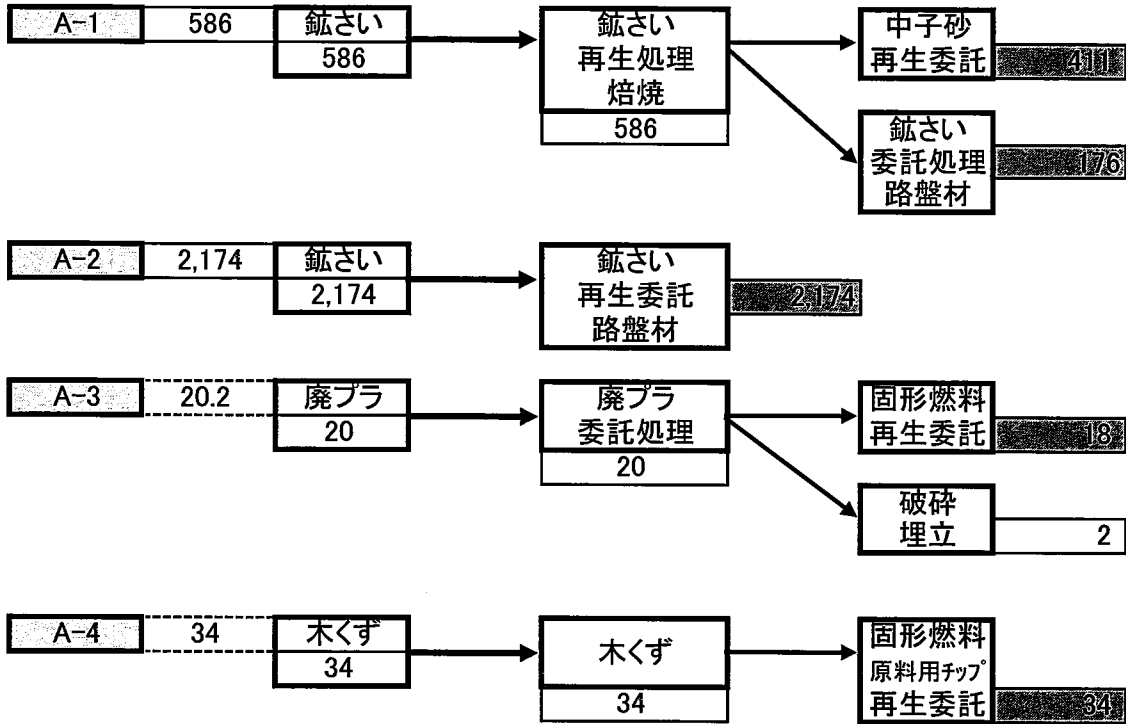 A-1 586 鉱さい
586
鉱さい
再生処理
焙焼
586
中子砂
再生委託
411
鉱さい
委託処理
路盤材
176
A-2 2,174 鉱さい
2,174
鉱さい
再生委託
路盤材
2,174
A-3 20.2 廃プラ
20
廃プラ
委託処理
20
固形燃料
再生委託
18
破砕
埋立
2
A-4 34 木くず
34
木くず
34
固形燃料
原料用チップ
再生委託
34